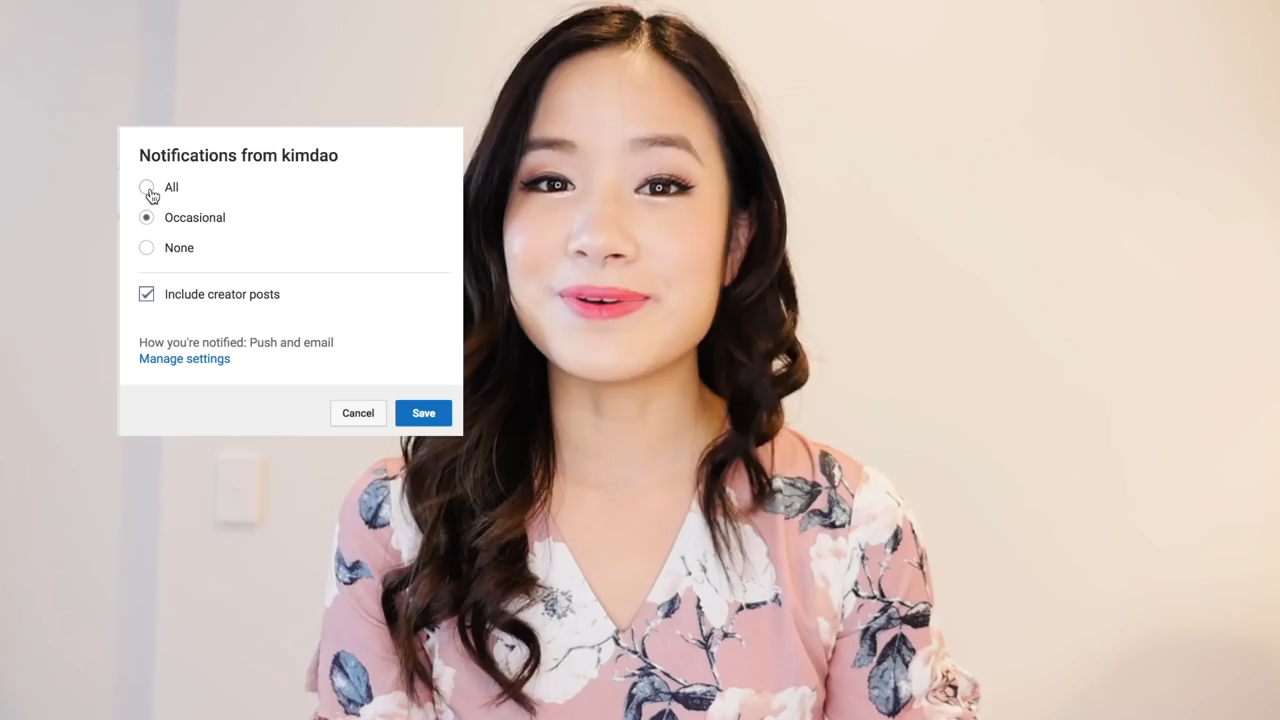 Notifications from kimdao
All
Occasional
None
Include creator posts
How you're notified: Push and email
Manage settings
Cancel
Save